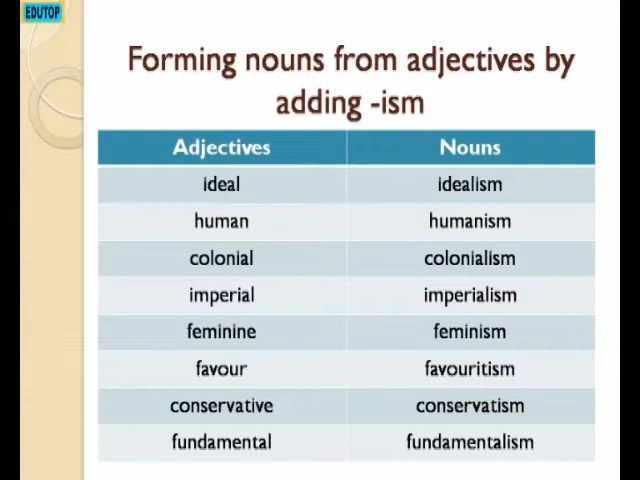 EDUTOP
Forming nouns from adjectives by
adding -ism
Adjectives Nouns
ideal idealism
human humanism
colonial colonialism
imperial imperialism
feminine feminism
favour favouritism
conservative conservatism
fundamental fundamentalism